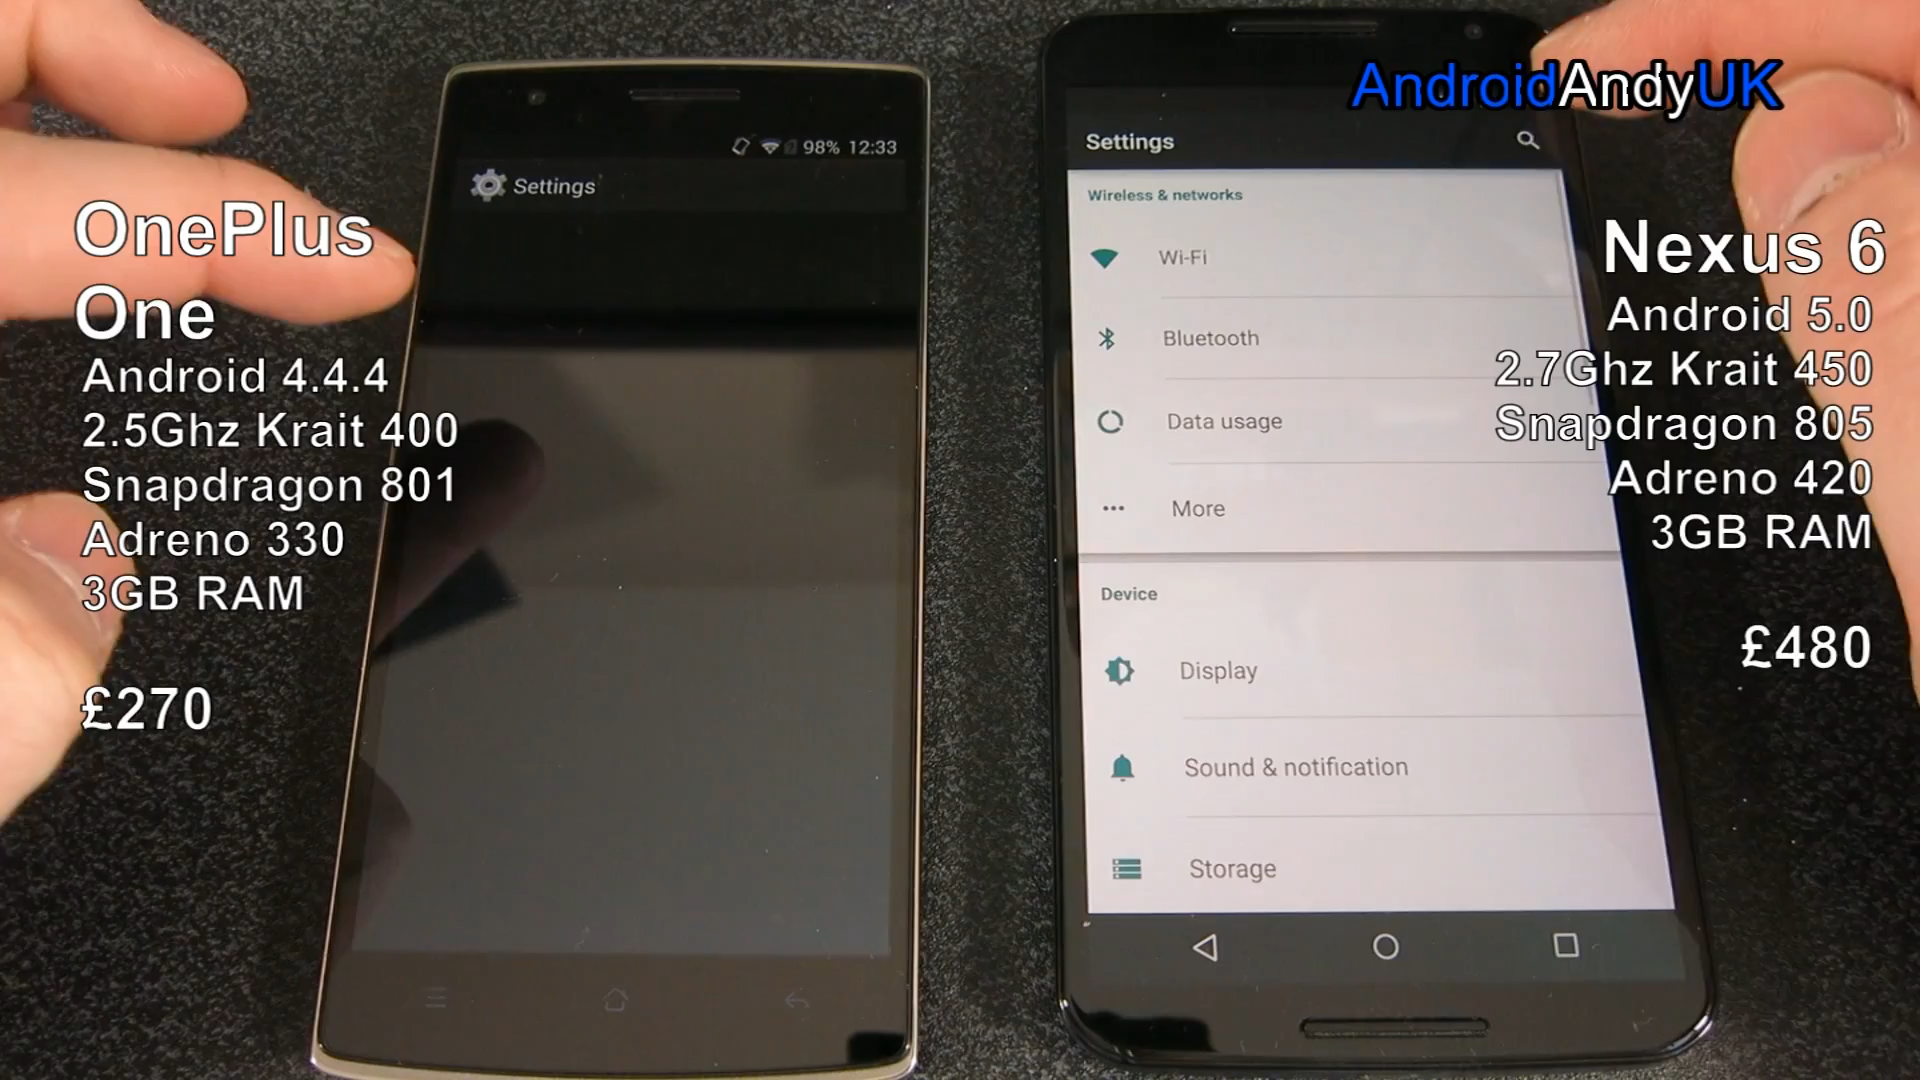 AndroidAndyUK
OnePlus
One
Android 4.4.4
2.5Ghz Krait 400
Snapdragon 801
Adreno 330
3GB RAM
£270
98% 12:33
Settings
Settings
Wireless & networks
Wi-Fi
Bluetooth
Data usage
More
Device
Display
Sound & notification
Storage
Nexus 6
Android 5.0
2.7Ghz Krait 450
Snapdragon 805
Adreno 420
3GB RAM
£480